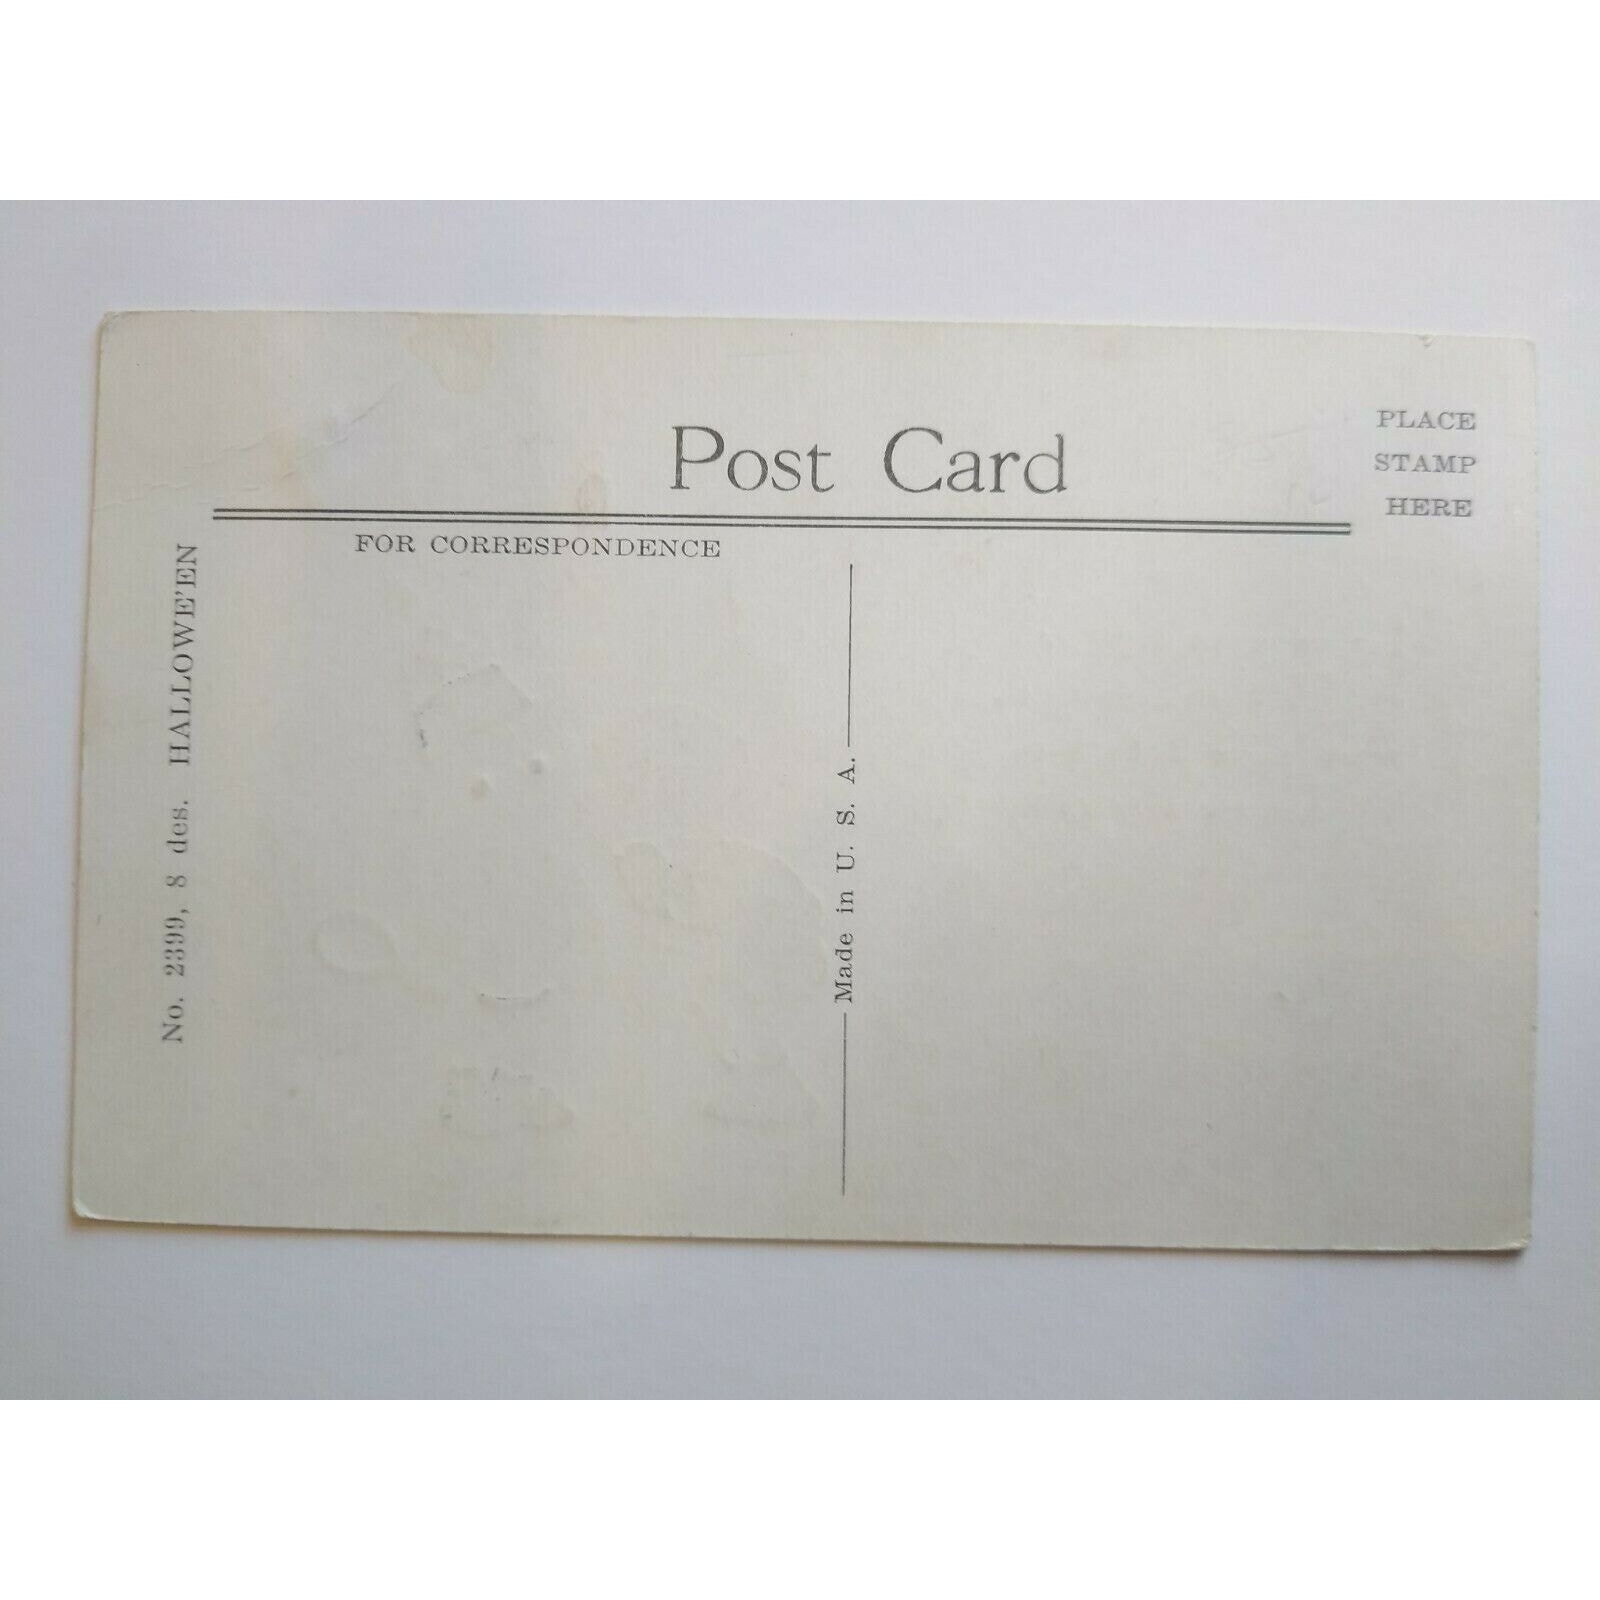 Post Card
PLACE
STAMP
HERE
FOR CORRESPONDENCE
No. 2399, 8 des. HALLOWE'EN
Made in U. S. A.